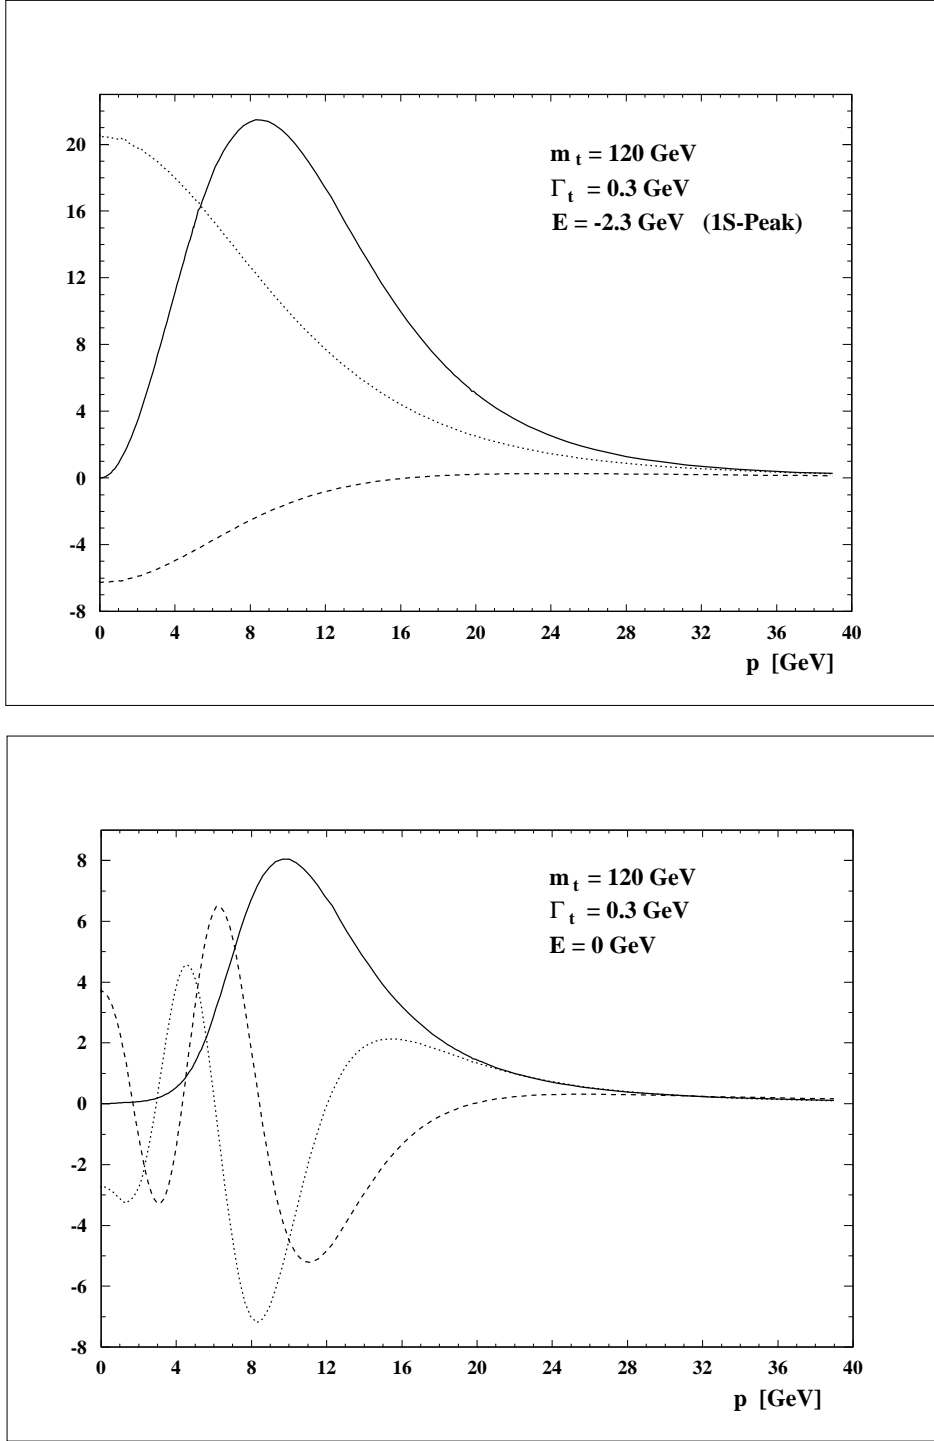 20
16
12
8
4
0
-4
-8
m t = 120 GeV
Γ t = 0.3 GeV
E = -2.3 GeV (1S-Peak)
0 4 8 12 16 20 24 28 32 36 40
p [GeV]
8
6
4
2
0
-2
-4
-6
-8
m t = 120 GeV
Γ t = 0.3 GeV
E = 0 GeV
0 4 8 12 16 20 24 28 32 36 40
p [GeV]